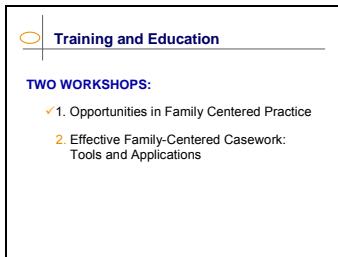 Training and Education
TWO WORKSHOPS:
✓1. Opportunities in Family Centered Practice
2. Effective Family-Centered Casework:
Tools and Applications